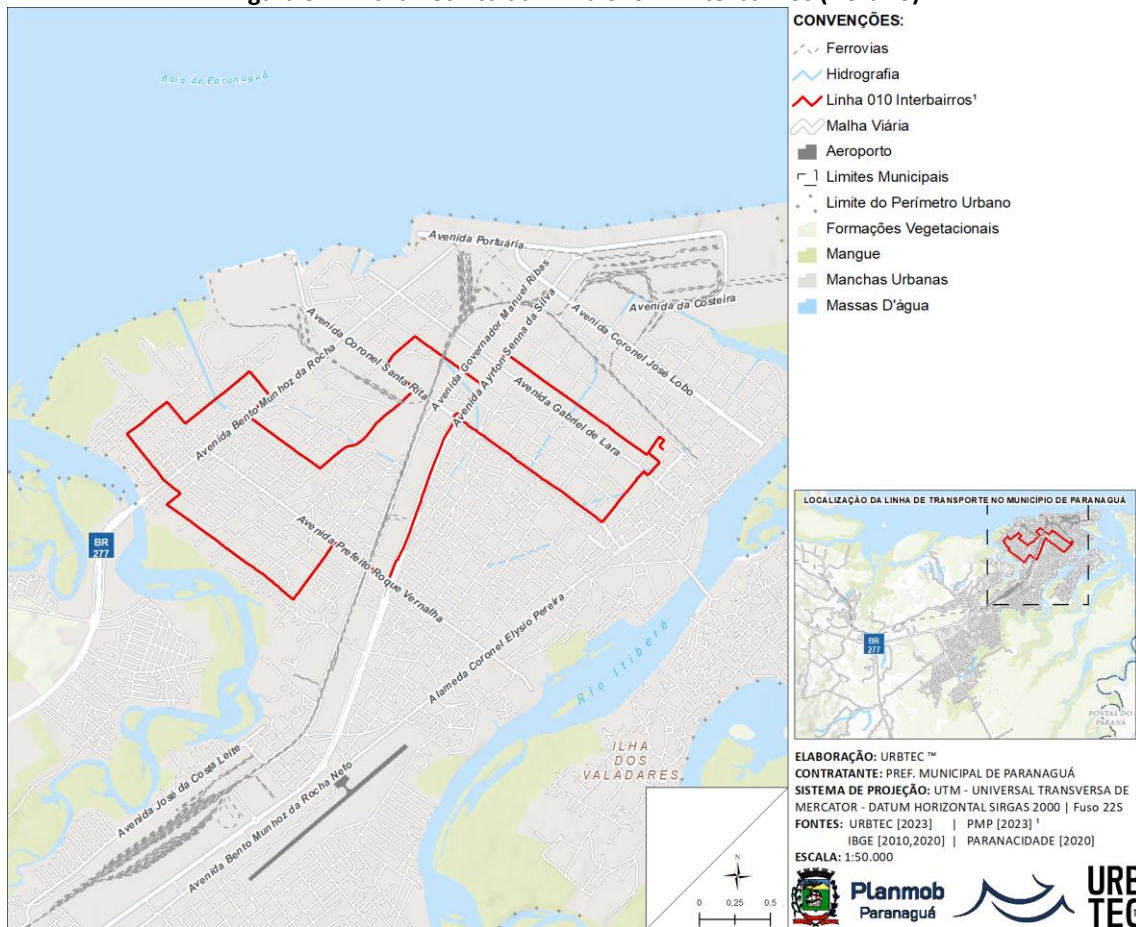 CONVENÇÕES:
Ferrovias
Hidrografia
Linha 010 Interbairros¹
Malha Viária
Aeroporto
Limites Municipais
Limite do Perímetro Urbano
Formações Vegetacionais
Mangue
Manchas Urbanas
Massas D'água
Baía de Paranaguá
Avenida Portuária
Avenida da Costeira
Avenida Governador Manuel Ribas
Avenida Ayrton Senna da Silva
Avenida Coronel José Lobo
Avenida Coronel Santa Rita
Avenida Bento Munhoz da Rocha
Avenida Gabriel de Lara
BR
277
Avenida Prefeito Roque Vernalha
Alameda Coronel Elysio Pereira
Rio Itiberê
ILHA
DOS
VALADARES
Avenida José da Costa Leite
Avenida Bento Munhoz da Rocha Neto
N
0 0,25 0,5
LOCALIZAÇÃO DA LINHA DE TRANSPORTE NO MUNICÍPIO DE PARANAGUÁ
BR
277
PONTAL DO
PARANÁ
ELABORAÇÃO: URBTEC ™
CONTRATANTE: PREF. MUNICIPAL DE PARANAGUÁ
SISTEMA DE PROJEÇÃO: UTM - UNIVERSAL TRANSVERSA DE
MERCATOR - DATUM HORIZONTAL SIRGAS 2000 | Fuso 22S
FONTES: URBTEC [2023] | PMP [2023] ¹
IBGE [2010,2020] | PARANACIDADE [2020]
ESCALA: 1:50.000
Planmob
Paranaguá
URB
TEC